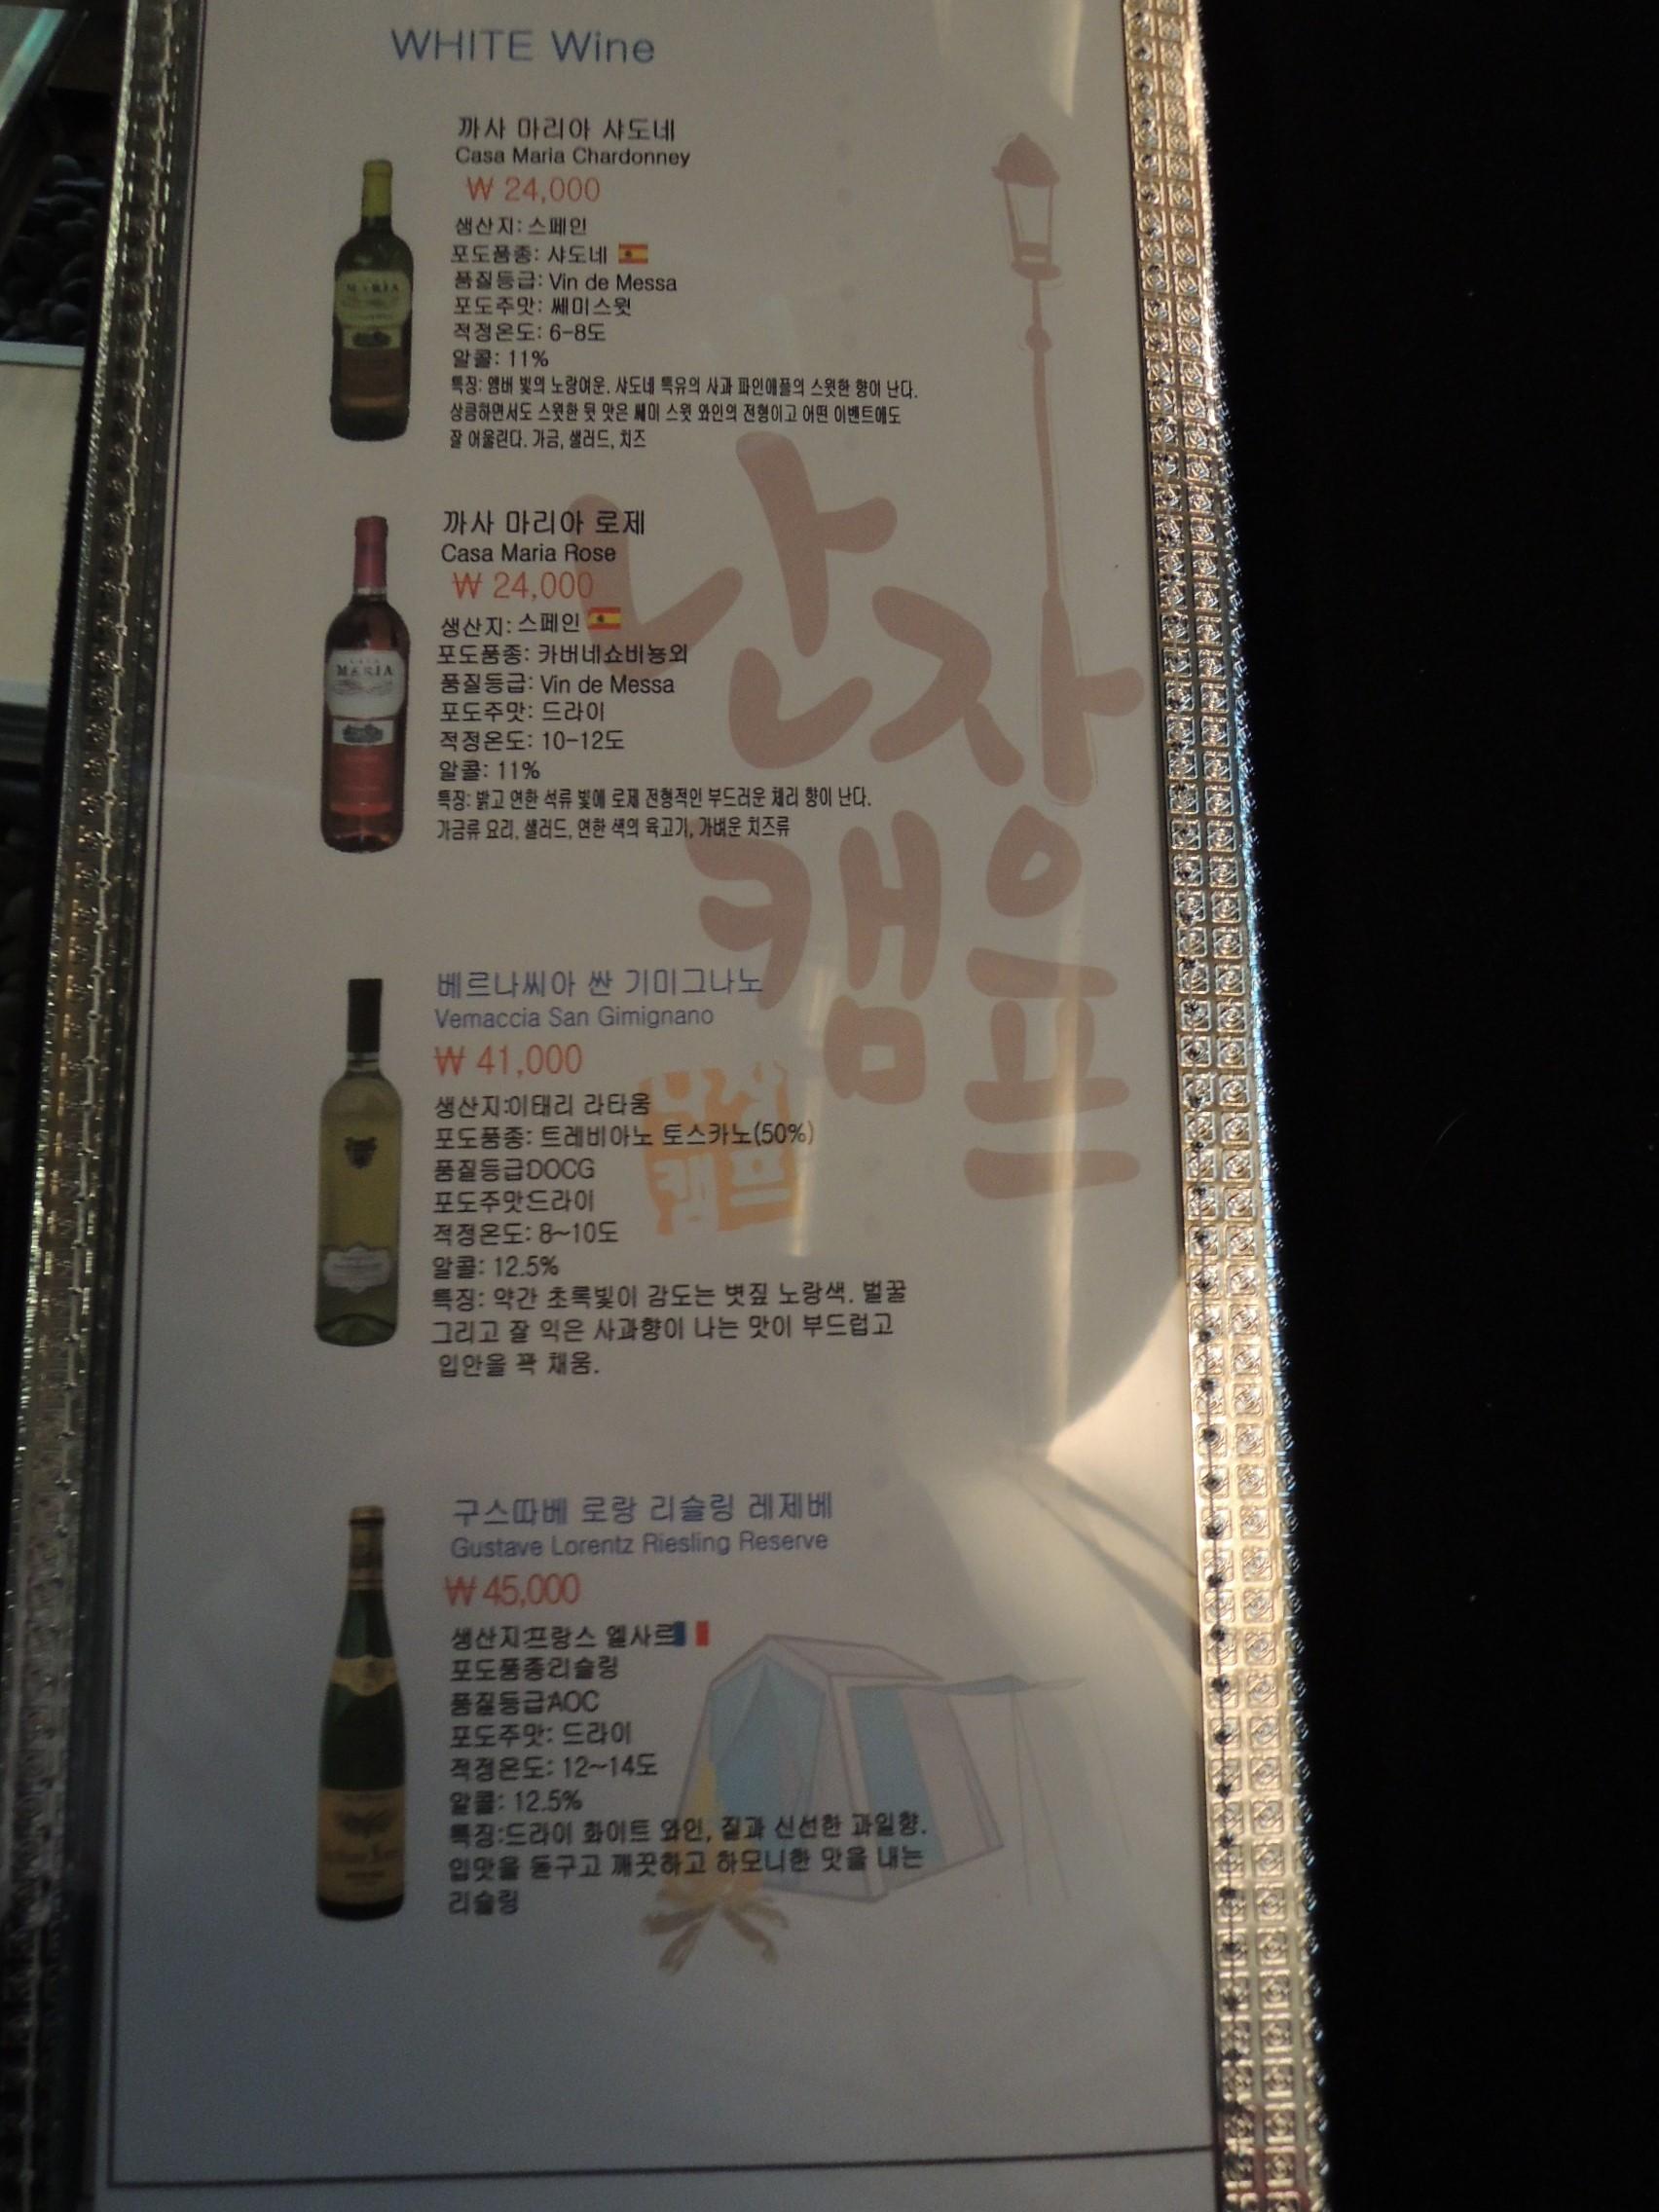 WHITE Wine
까사 마리아 샤도네
Casa Maria Chardonney
₩ 24,000
생산지: 스페인
포도품종: 샤도네
품질등급: Vin de Messa
포도주맛: 쎄미스윗
적정온도: 6-8도
알콜: 11%
특징: 엠버 빛의 노랑여운. 샤도네 특유의 사과 파인애플의 스윗한 향이 난다.
상큼하면서도 스윗한 뒷 맛은 쎄미 스윗 와인의 전형이고 어떤 이벤트에도
잘 어울린다. 가금, 샐러드, 치즈
까사 마리아 로제
Casa Maria Rose
₩ 24,000
생산지: 스페인
포도품종: 카버네쇼비뇽외
품질등급: Vin de Messa
포도주맛: 드라이
적정온도: 10-12도
알콜: 11%
특징: 밝고 연한 석류 빛에 로제 전형적인 부드러운 체리 향이 난다.
가금류 요리, 샐러드, 연한 색의 육고기, 가벼운 치즈류
MARIA
낭자의
캠프
베르나씨아 싼 기미그나노
Vernaccia San Gimignano
₩ 41,000
생산지:이태리 라타움
포도품종: 트레비아노 토스카노(50%)
품질등급:DOCG
포도주맛:드라이
적정온도: 8~10도
알콜: 12.5%
특징: 약간 초록빛이 감도는 볏짚 노랑색. 벌꿀
그리고 잘 익은 사과향이 나는 맛이 부드럽고
입안을 꽉 채움.
구스따베 로랑 리슬링 레제베
Gustave Lorentz Riesling Reserve
₩ 45,000
생산지:프랑스 엘사르
포도품종:리슬링
품질등급:AOC
포도주맛: 드라이
적정온도: 12~14도
알콜: 12.5%
특징:드라이 화이트 와인, 질과 신선한 과일향.
입맛을 돋구고 깨끗하고 하모니한 맛을 내는
리슬링